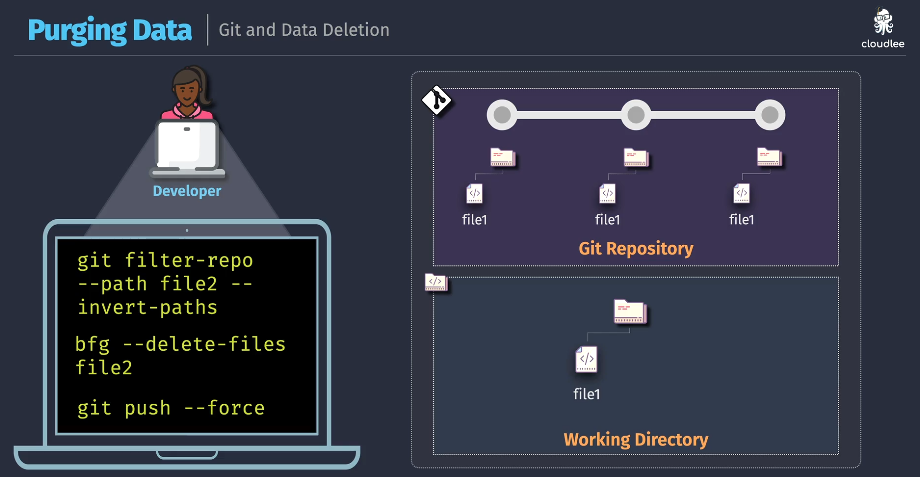 Purging Data
Git and Data Deletion
cloudlee
Developer
git filter-repo
--path file2 --
invert-paths
bfg --delete-files
file2
git push --force
file1
file1
file1
Git Repository
file1
Working Directory